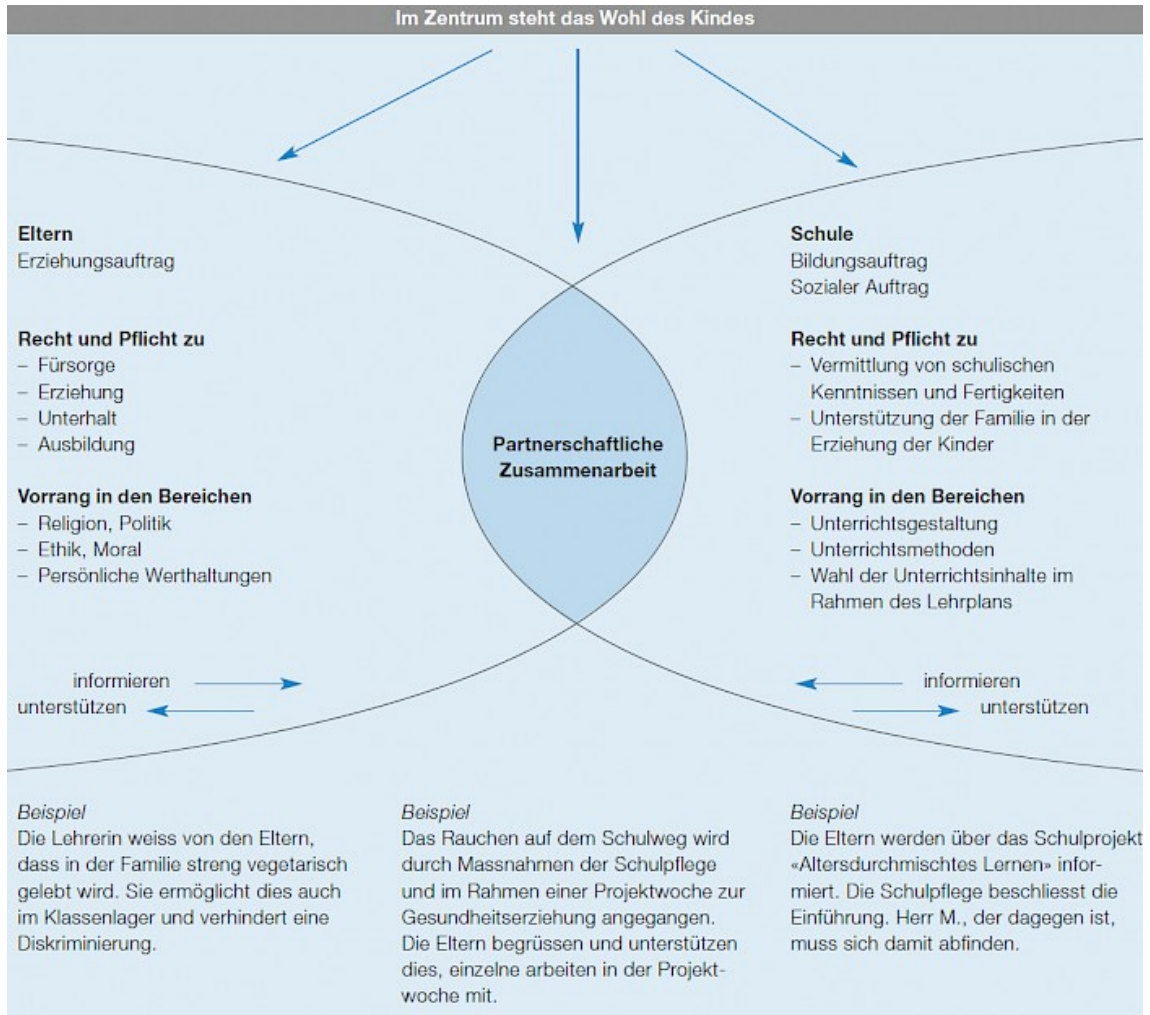 Im Zentrum steht das Wohl des Kindes
Eltern
Erziehungsauftrag
Recht und Pflicht zu
– Fürsorge
– Erziehung
– Unterhalt
– Ausbildung
Vorrang in den Bereichen
– Religion, Politik
– Ethik, Moral
– Persönliche Werthaltungen
informieren
unterstützen
Partnerschaftliche
Zusammenarbeit
Schule
Bildungsauftrag
Sozialer Auftrag
Recht und Pflicht zu
– Vermittlung von schulischen
Kenntnissen und Fertigkeiten
– Unterstützung der Familie in der
Erziehung der Kinder
Vorrang in den Bereichen
– Unterrichtsgestaltung
– Unterrichtsmethoden
– Wahl der Unterrichtsinhalte im
Rahmen des Lehrplans
informieren
unterstützen
Beispiel
Die Lehrerin weiss von den Eltern,
dass in der Familie streng vegetarisch
gelebt wird. Sie ermöglicht dies auch
im Klassenlager und verhindert eine
Diskriminierung.
Beispiel
Das Rauchen auf dem Schulweg wird
durch Massnahmen der Schulpflege
und im Rahmen einer Projektwoche zur
Gesundheitserziehung angegangen.
Die Eltern begrüssen und unterstützen
dies, einzelne arbeiten in der Projekt-
woche mit.
Beispiel
Die Eltern werden über das Schulprojekt
«Altersdurchmischtes Lernen» infor-
miert. Die Schulpflege beschliesst die
Einführung. Herr M., der dagegen ist,
muss sich damit abfinden.